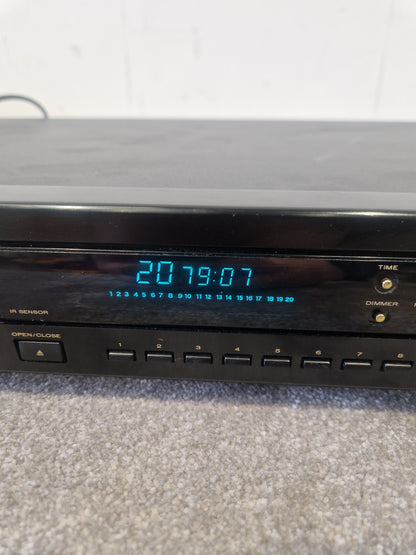 TIME
20 79:07
1 2 3 4 5 6 7 8 9 10 11 12 13 14 15 16 17 18 19 20
DIMMER
IR SENSOR
OPEN/CLOSE
1 2 3 4 5 6 7 8